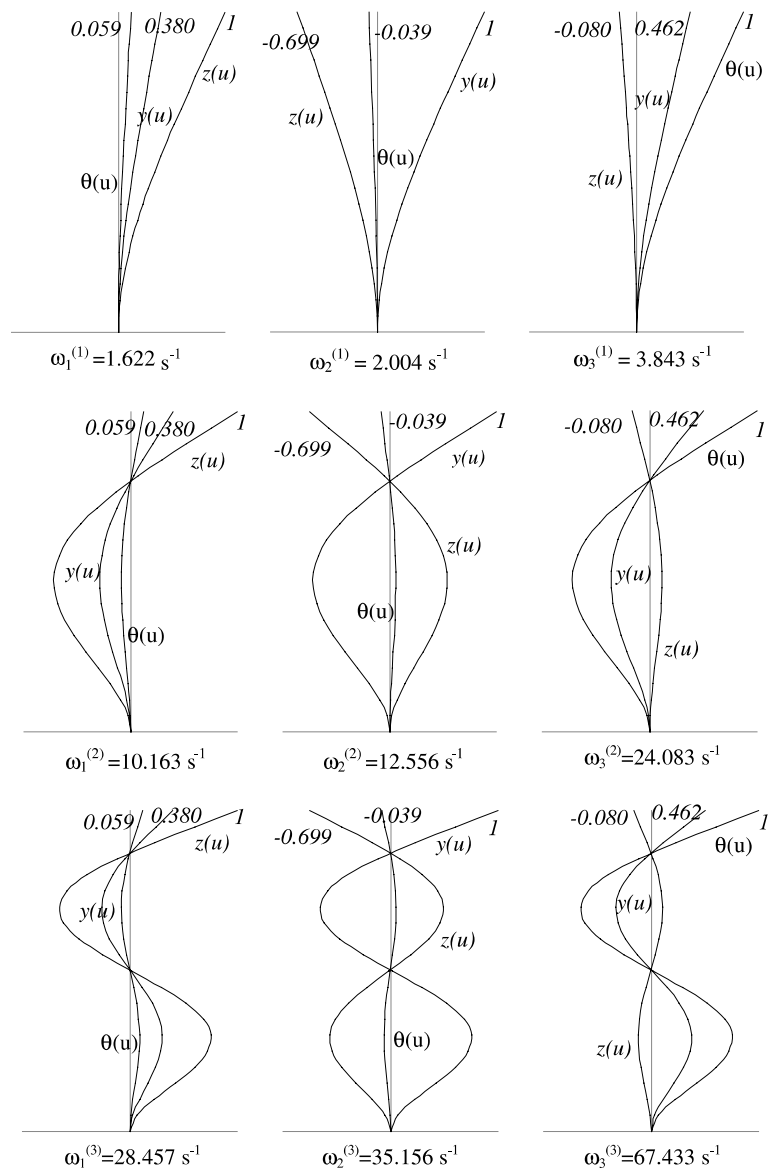 0.059 0.380 1
z(u)
y(u)
θ(u)
ω₁⁽¹⁾ =1.622 s⁻¹
-0.699 -0.039 1
y(u)
z(u)
θ(u)
ω₂⁽¹⁾ = 2.004 s⁻¹
-0.080 0.462 1
θ(u)
y(u)
z(u)
ω₃⁽¹⁾ = 3.843 s⁻¹
0.059 0.380 1
z(u)
y(u)
θ(u)
ω₁⁽²⁾ =10.163 s⁻¹
-0.699 -0.039 1
y(u)
z(u)
θ(u)
ω₂⁽²⁾ =12.556 s⁻¹
-0.080 0.462 1
θ(u)
y(u)
z(u)
ω₃⁽²⁾=24.083 s⁻¹
0.059 0.380 1
z(u)
y(u)
θ(u)
ω₁⁽³⁾=28.457 s⁻¹
-0.699 -0.039 1
y(u)
z(u)
θ(u)
ω₂⁽³⁾=35.156 s⁻¹
-0.080 0.462 1
θ(u)
y(u)
z(u)
ω₃⁽³⁾=67.433 s⁻¹